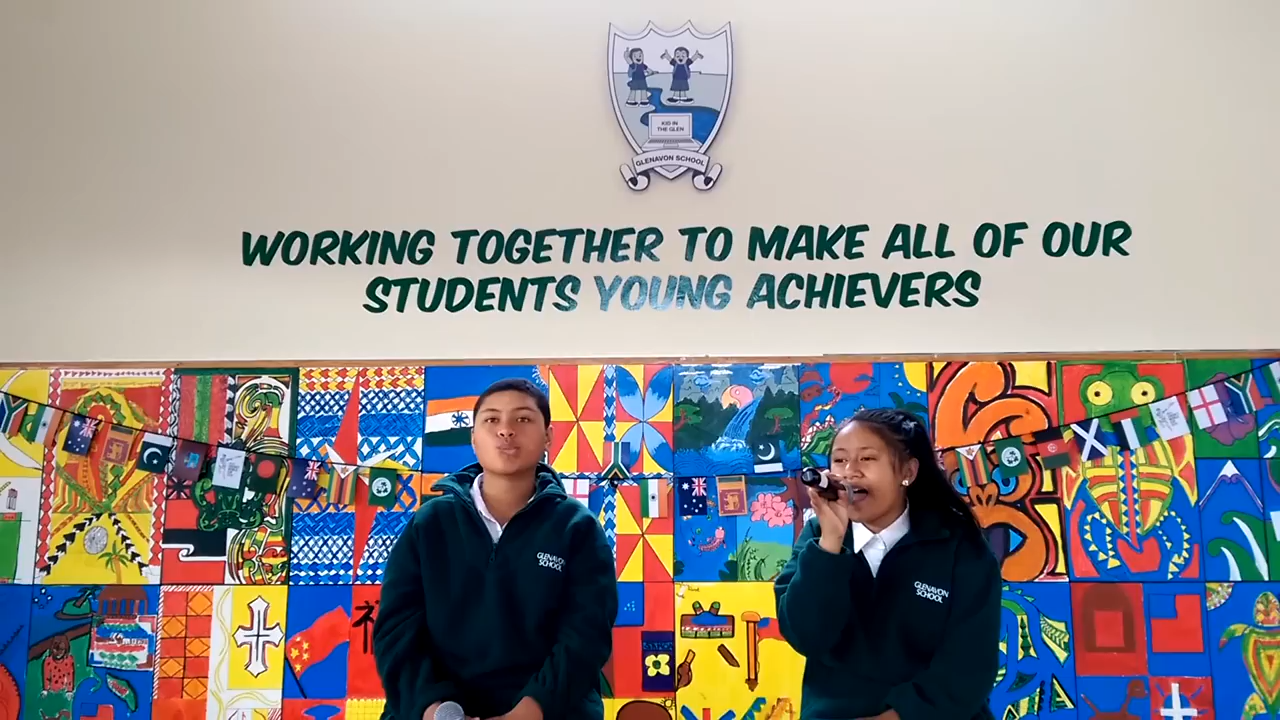 KID IN
THE GLEN
GLENAVON SCHOOL
WORKING TOGETHER TO MAKE ALL OF OUR
STUDENTS YOUNG ACHIEVERS
GLENAVON
SCHOOL
GLENAVON
SCHOOL